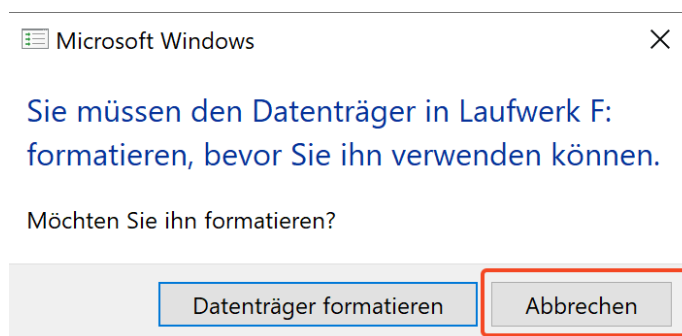 Microsoft Windows
Sie müssen den Datenträger in Laufwerk F:
formatieren, bevor Sie ihn verwenden können.
Möchten Sie ihn formatieren?
Datenträger formatieren
Abbrechen